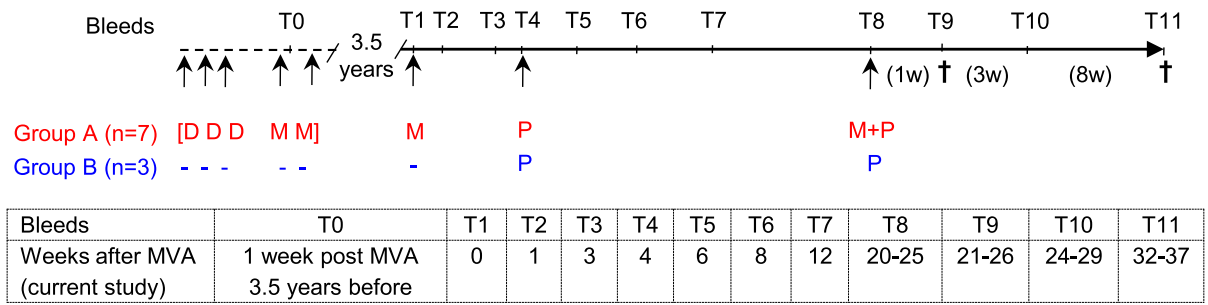 Bleeds T0 T1 T2 T3 T4 T5 T6 T7 T8 T9 T10 T11
3.5
years
(1w) † (3w) (8w) †
Group A (n=7) [D D D M M] M P M+P
Group B (n=3) - - - - - - P P
Bleeds T0 T1 T2 T3 T4 T5 T6 T7 T8 T9 T10 T11
Weeks after MVA 1 week post MVA 0 1 3 4 6 8 12 20-25 21-26 24-29 32-37
(current study) 3.5 years before